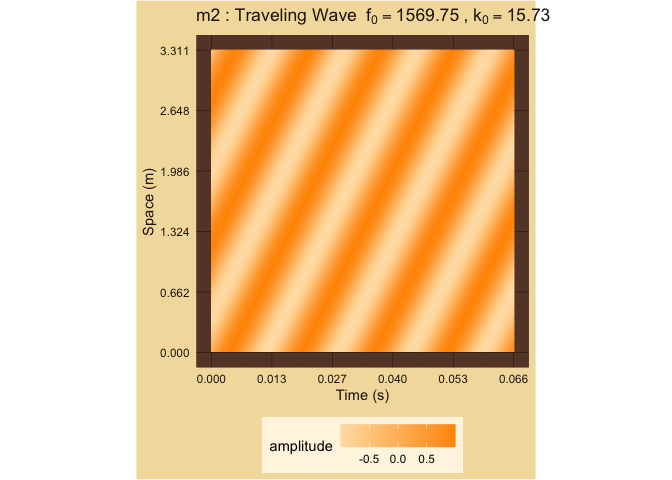 m2 : Traveling Wave f₀ = 1569.75 , k₀ = 15.73
3.311
2.648
1.986
1.324
0.662
0.000
Space (m)
0.000 0.013 0.027 0.040 0.053 0.066
Time (s)
amplitude
-0.5 0.0 0.5